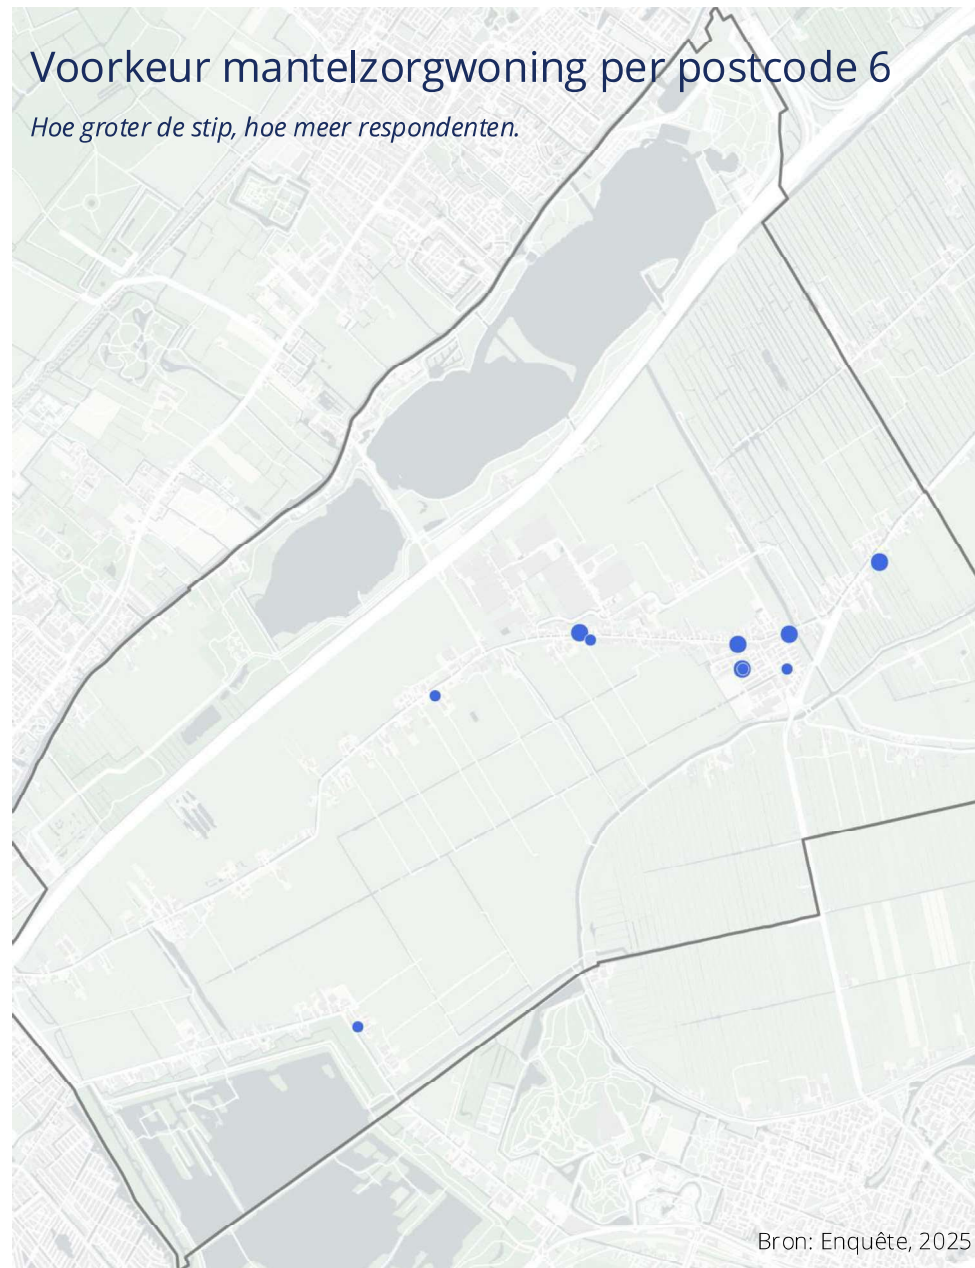 Voorkeur mantelzorgwoning per postcode 6
Hoe groter de stip, hoe meer respondenten.
Bron: Enquête, 2025